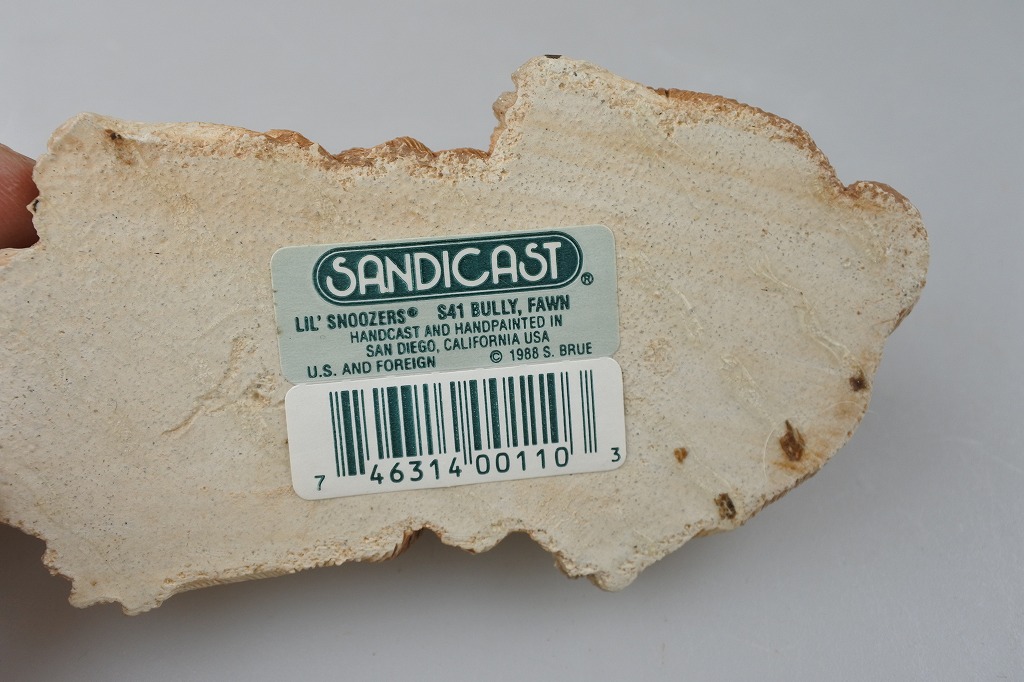 SANDICAST®
LIL' SNOOZERS® S41 BULLY, FAWN
HANDCAST AND HANDPAINTED IN
SAN DIEGO, CALIFORNIA USA
U.S. AND FOREIGN © 1988 S. BRUE
7 46314 00110 3